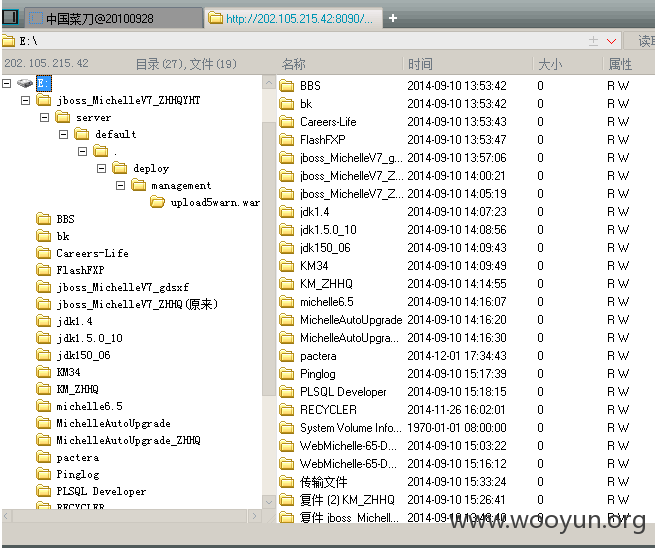 中国菜刀@20100928 http://202.105.215.42:8090/...
E:\
202.105.215.42 目录(27),文件(19) 名称 时间 大小 属性
E:
jboss_MichelleV7_ZHHQYHT
server
default
.
deploy
management
upload5warn.war
BBS
bk
Careers-Life
FlashFXP
jboss_MichelleV7_gdsxf
jboss_MichelleV7_ZHHQ(原来)
jdk1.4
jdk1.5.0_10
jdk150_06
KM34
KM_ZHHQ
michelle6.5
MichelleAutoUpgrade
MichelleAutoUpgrade_ZHHQ
pactera
Pinglog
PLSQL Developer
RECYCLER
BBS 2014-09-10 13:53:42 0 R W
bk 2014-09-10 13:53:42 0 R W
Careers-Life 2014-09-10 13:53:43 0 R W
FlashFXP 2014-09-10 13:53:47 0 R W
jboss_MichelleV7_g... 2014-09-10 13:57:06 0 R W
jboss_MichelleV7_Z... 2014-09-10 14:00:21 0 R W
jboss_MichelleV7_Z... 2014-09-10 14:05:19 0 R W
jdk1.4 2014-09-10 14:07:23 0 R W
jdk1.5.0_10 2014-09-10 14:08:56 0 R W
jdk150_06 2014-09-10 14:09:43 0 R W
KM34 2014-09-10 14:09:49 0 R W
KM_ZHHQ 2014-09-10 14:14:55 0 R W
michelle6.5 2014-09-10 14:16:07 0 R W
MichelleAutoUpgrade 2014-09-10 14:16:20 0 R W
MichelleAutoUpgra... 2014-09-10 14:16:30 0 R W
pactera 2014-12-01 17:34:43 0 R W
Pinglog 2014-09-10 15:17:39 0 R W
PLSQL Developer 2014-09-10 15:18:15 0 R W
RECYCLER 2014-11-26 16:02:01 0 R W
System Volume Info... 1970-01-01 08:00:00 0 R W
WebMichelle-65-D... 2014-09-10 15:03:22 0 R W
WebMichelle-65-D... 2014-09-10 15:16:12 0 R W
传输文件 2014-09-10 15:33:24 0 R W
复件 (2) KM_ZHHQ 2014-09-10 15:26:41 0 R W
复件 jboss_Michell... 2014-09-10 13:48:40 0 R W
www.wooyun.org